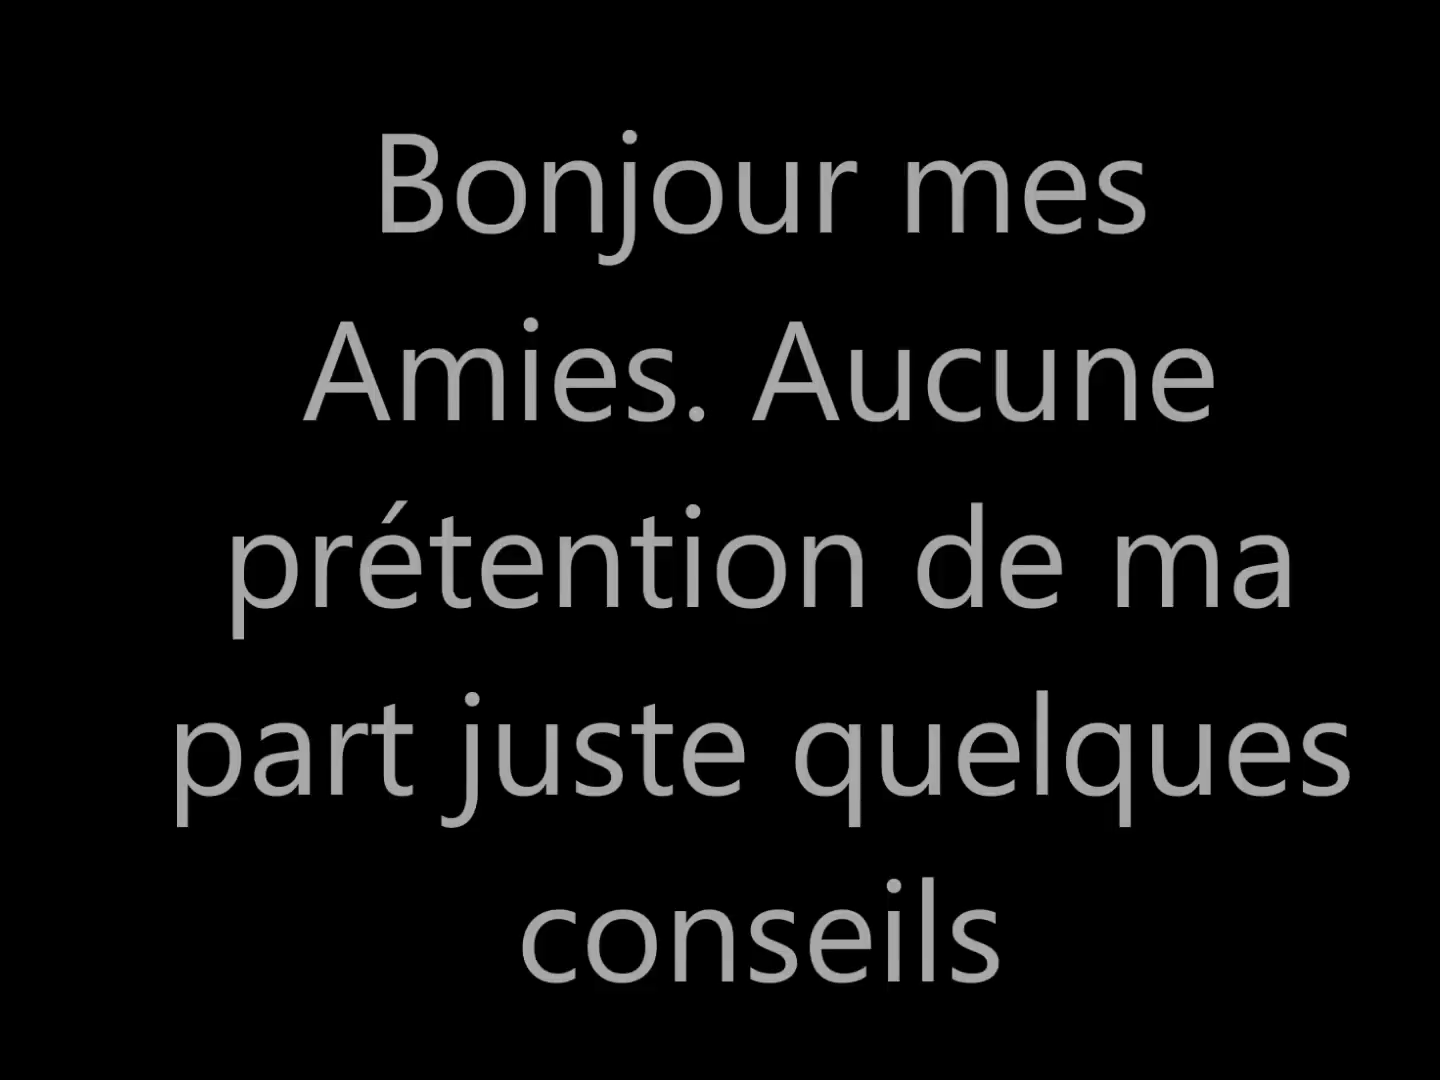 Bonjour mes
Amies. Aucune
prétention de ma
part juste quelques
conseils